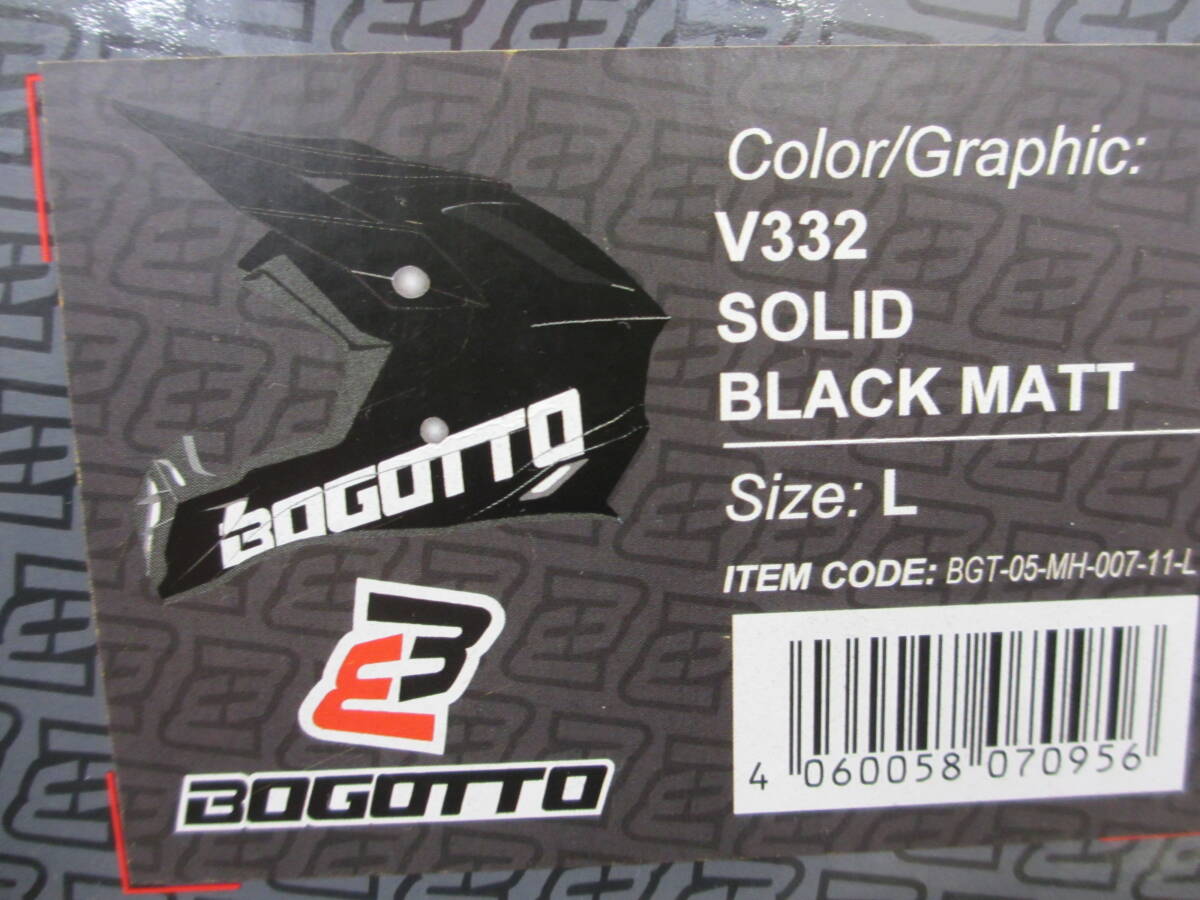 Color/Graphic:
V332
SOLID
BLACK MATT
Size: L
ITEM CODE: BGT-05-MH-007-11-L
4 060058 070956
BOGOTTO
BOGOTTO